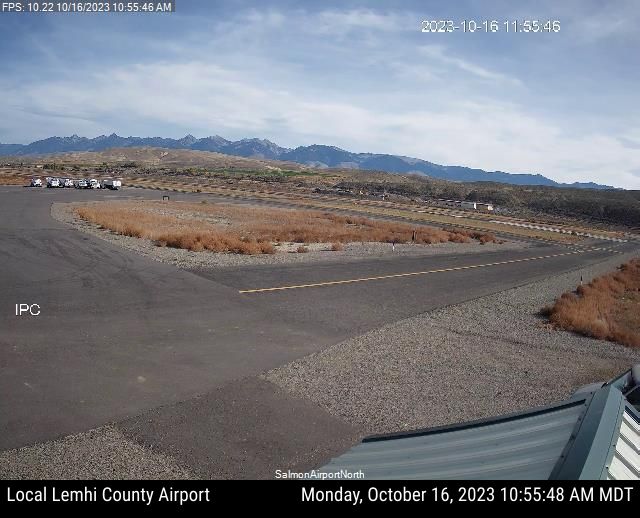 FPS: 10.22 10/16/2023 10:55:46 AM
2023-10-16 11:55:46
IPC
SalmonAirportNorth
Local Lemhi County Airport Monday, October 16, 2023 10:55:48 AM MDT